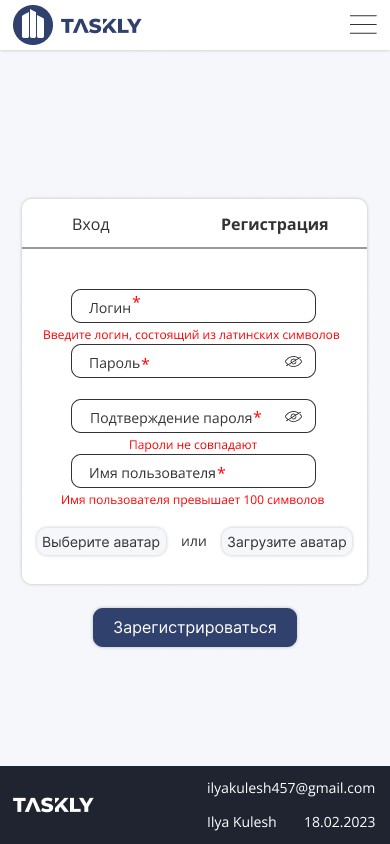 TASKLY
Вход Регистрация
Логин*
Введите логин, состоящий из латинских символов
Пароль*
Подтверждение пароля*
Пароли не совпадают
Имя пользователя*
Имя пользователя превышает 100 символов
Выберите аватар или Загрузите аватар
Зарегистрироваться
ilyakulesh457@gmail.com
TASKLY
Ilya Kulesh 18.02.2023